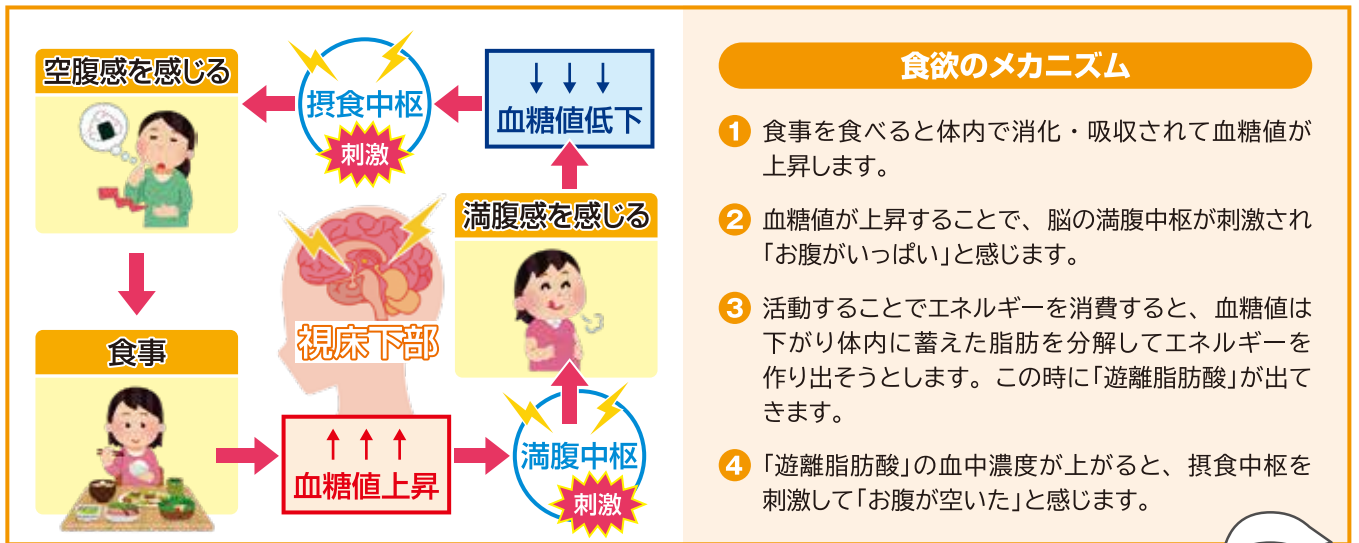 空腹感を感じる
摂食中枢
刺激
↓ ↓ ↓
血糖値低下
満腹感を感じる
視床下部
食事
↑ ↑ ↑
血糖値上昇
満腹中枢
刺激
食欲のメカニズム
1 食事を食べると体内で消化・吸収されて血糖値が
上昇します。
2 血糖値が上昇することで、脳の満腹中枢が刺激され
「お腹がいっぱい」と感じます。
3 活動することでエネルギーを消費すると、血糖値は
下がり体内に蓄えた脂肪を分解してエネルギーを
作り出そうとします。この時に「遊離脂肪酸」が出て
きます。
4 「遊離脂肪酸」の血中濃度が上がると、摂食中枢を
刺激して「お腹が空いた」と感じます。